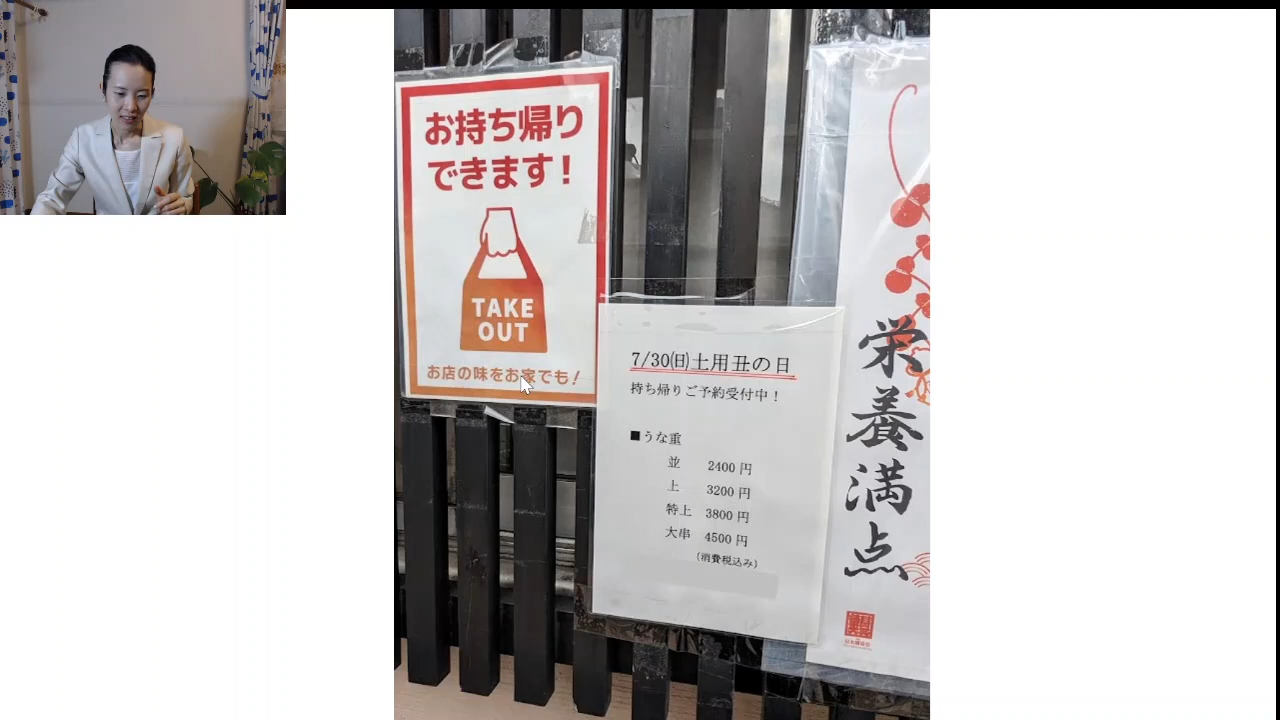 お持ち帰り
できます！
TAKE
OUT
お店の味をお家でも！
7/30㈰土用丑の日
持ち帰りご予約受付中！
■うな重
並 2400円
上 3200円
特上 3800円
大串 4500円
（消費税込み）
栄養満点